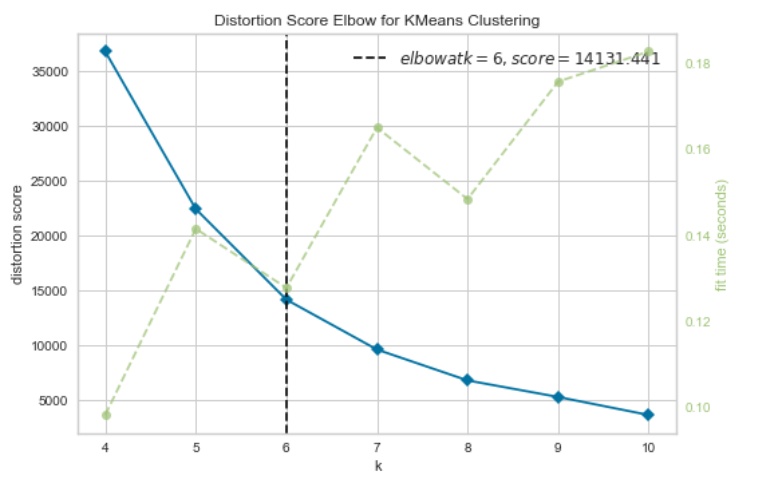 Distortion Score Elbow for KMeans Clustering
elbowatk = 6, score = 14131.441
35000
30000
25000
20000
15000
10000
5000
distortion score
0.18
0.16
0.14
0.12
0.10
fit time (seconds)
4 5 6 7 8 9 10
k